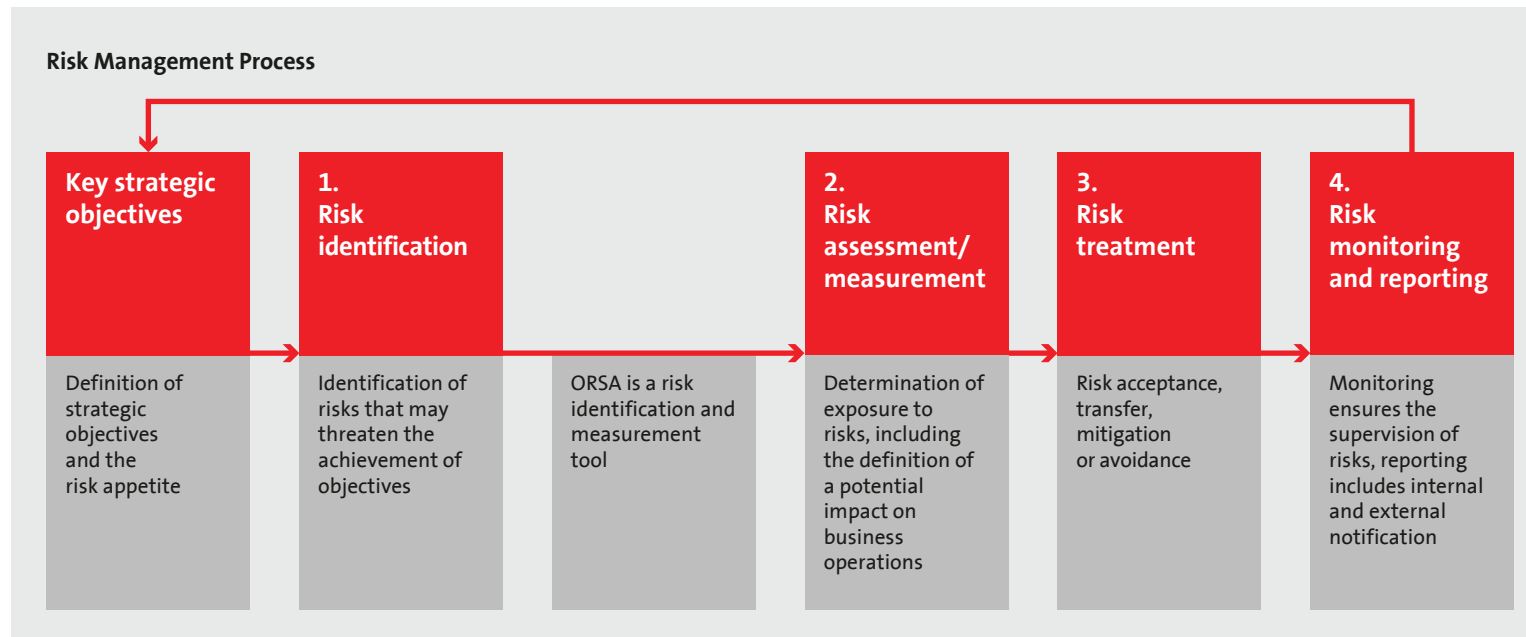 Risk Management Process
Key strategic
objectives
Definition of
strategic
objectives
and the
risk appetite
1.
Risk
identification
Identification of
risks that may
threaten the
achievement of
objectives
ORSA is a risk
identification and
measurement
tool
2.
Risk
assessment/
measurement
Determination of
exposure to
risks, including
the definition of
a potential
impact on
business
operations
3.
Risk
treatment
Risk acceptance,
transfer,
mitigation
or avoidance
4.
Risk
monitoring
and reporting
Monitoring
ensures the
supervision of
risks, reporting
includes internal
and external
notification